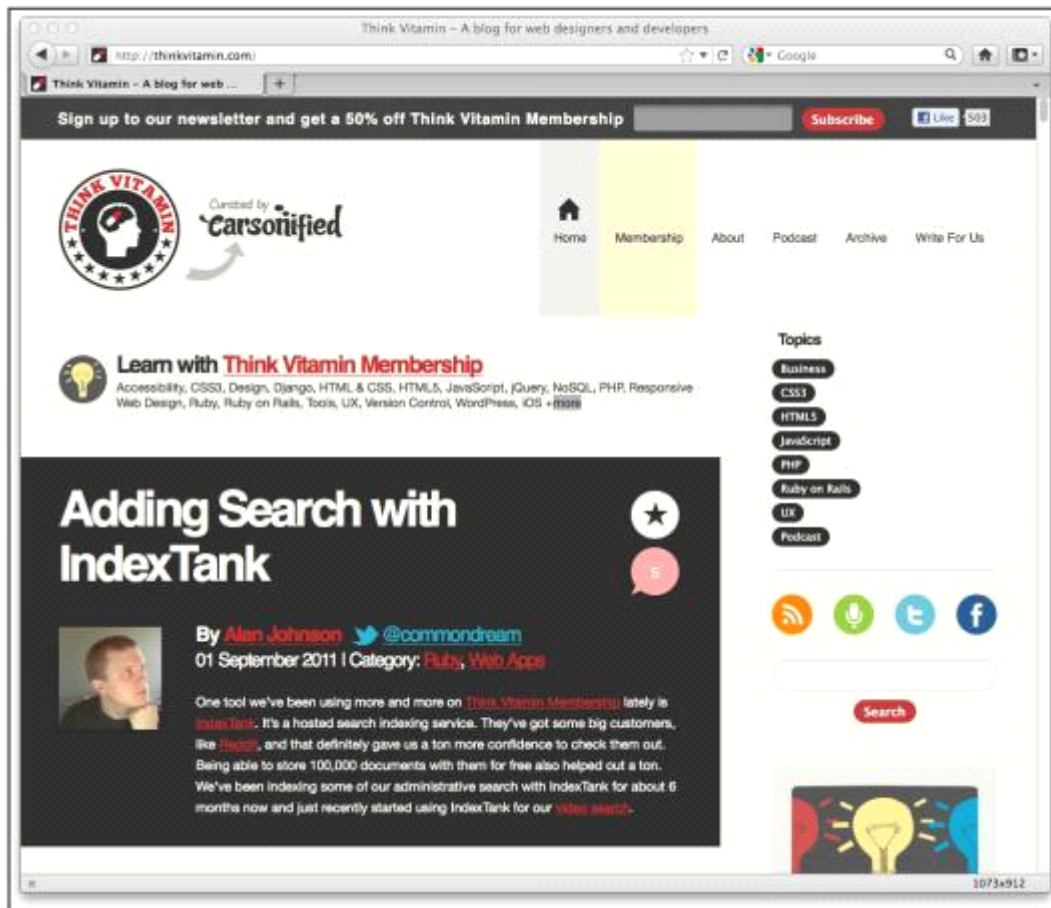 Think Vitamin – A blog for web designers and developers
http://thinkvitamin.com/
Google
Think Vitamin – A blog for web ...
Sign up to our newsletter and get a 50% off Think Vitamin Membership
Subscribe
Like
503
THINK VITAMIN
Curated by
Carsonified
Home
Membership
About
Podcast
Archive
Write For Us
Learn with Think Vitamin Membership
Accessibility, CSS3, Design, Django, HTML & CSS, HTML5, JavaScript, jQuery, NoSQL, PHP, Responsive
Web Design, Ruby, Ruby on Rails, Tools, UX, Version Control, WordPress, iOS +more
Topics
Business
CSS3
HTML5
JavaScript
PHP
Ruby on Rails
UX
Podcast
Adding Search with
IndexTank
5
By Alan Johnson @commondream
01 September 2011 | Category: Ruby, Web Apps
One tool we've been using more and more on Think Vitamin Membership lately is
IndexTank. It's a hosted search indexing service. They've got some big customers,
like Reddit, and that definitely gave us a ton more confidence to check them out.
Being able to store 100,000 documents with them for free also helped out a ton.
We've been indexing some of our administrative search with IndexTank for about 6
months now and just recently started using IndexTank for our video search.
Search
1073x912